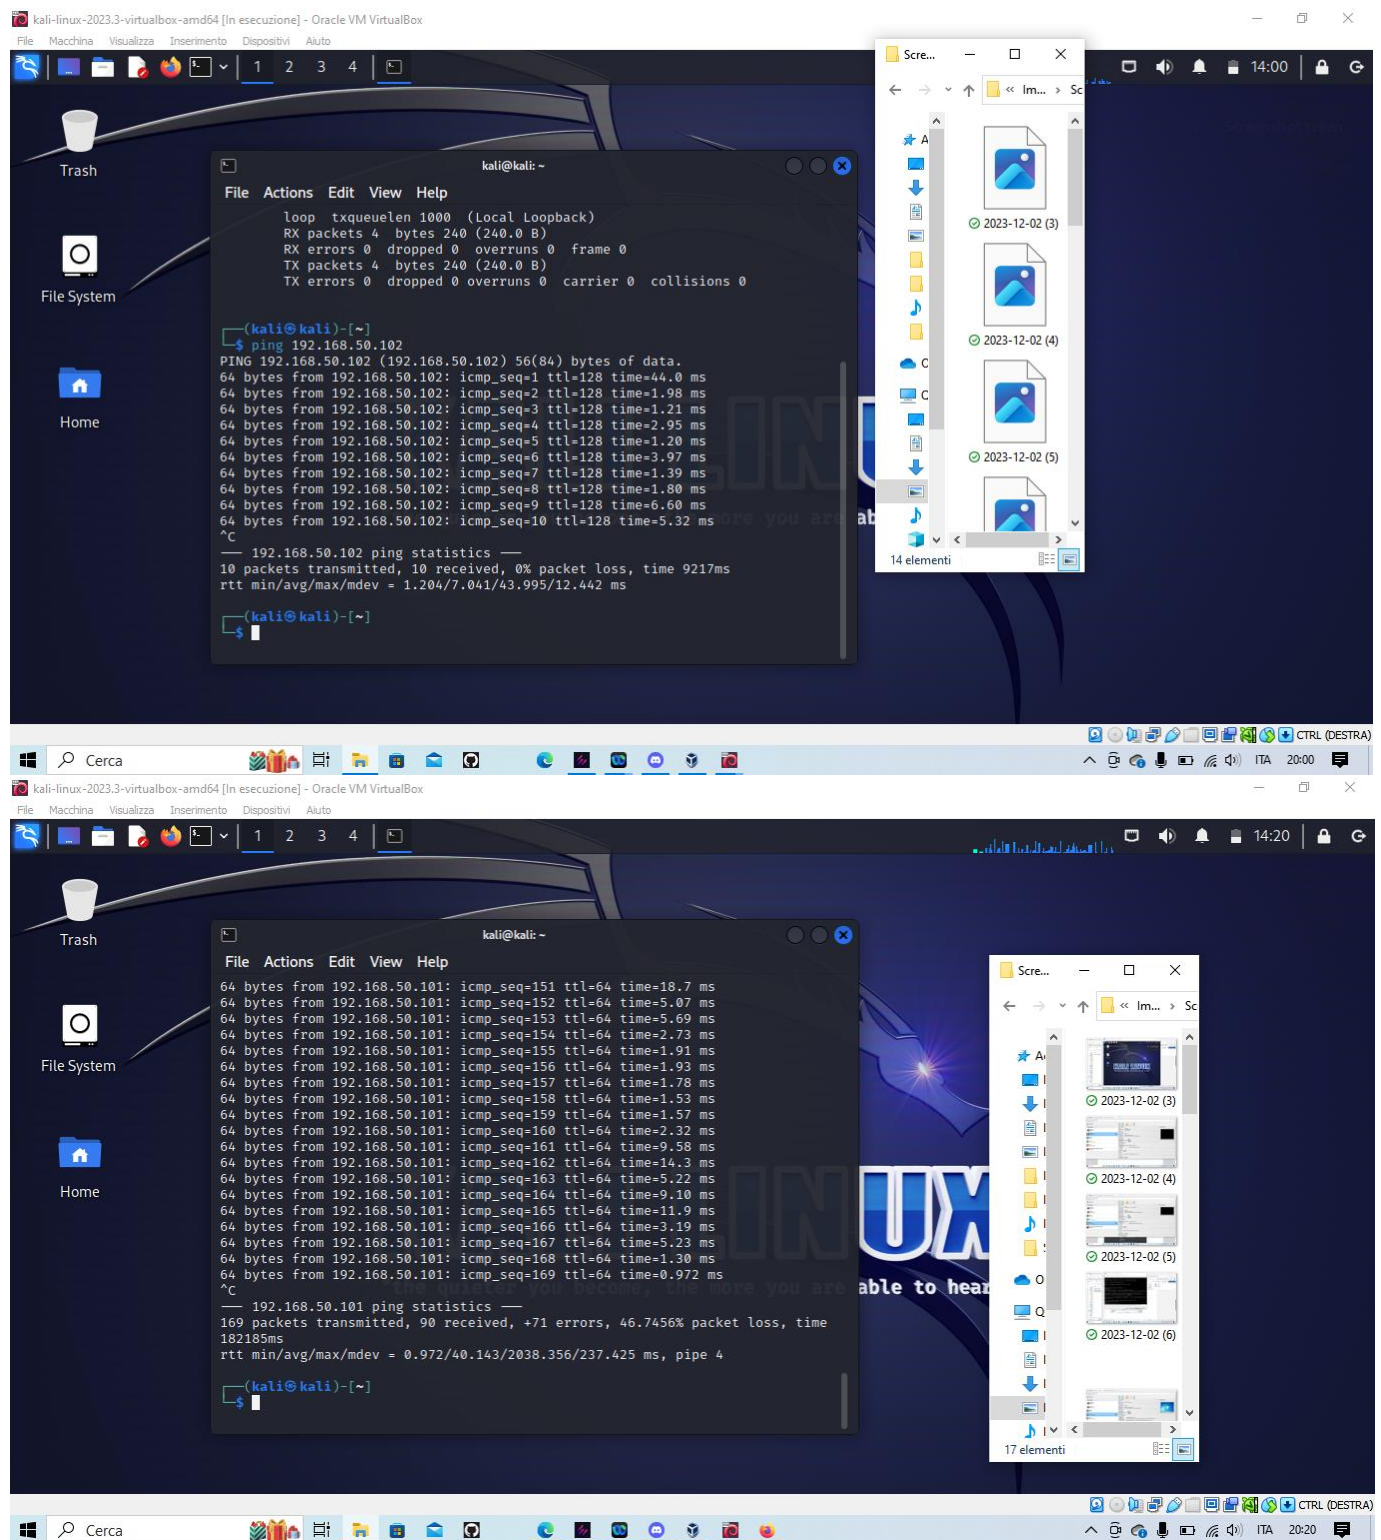 kali-linux-2023.3-virtualbox-amd64 [In esecuzione] - Oracle VM VirtualBox
File Macchina Visualizza Inserimento Dispositivi Aiuto
1 2 3 4
14:00
Trash
File System
Home
kali@kali: ~
File Actions Edit View Help
loop txqueuelen 1000 (Local Loopback)
RX packets 4 bytes 240 (240.0 B)
RX errors 0 dropped 0 overruns 0 frame 0
TX packets 4 bytes 240 (240.0 B)
TX errors 0 dropped 0 overruns 0 carrier 0 collisions 0
(kali㉿kali)-[~]
$ ping 192.168.50.102
PING 192.168.50.102 (192.168.50.102) 56(84) bytes of data.
64 bytes from 192.168.50.102: icmp_seq=1 ttl=128 time=44.0 ms
64 bytes from 192.168.50.102: icmp_seq=2 ttl=128 time=1.98 ms
64 bytes from 192.168.50.102: icmp_seq=3 ttl=128 time=1.21 ms
64 bytes from 192.168.50.102: icmp_seq=4 ttl=128 time=2.95 ms
64 bytes from 192.168.50.102: icmp_seq=5 ttl=128 time=1.20 ms
64 bytes from 192.168.50.102: icmp_seq=6 ttl=128 time=3.97 ms
64 bytes from 192.168.50.102: icmp_seq=7 ttl=128 time=1.39 ms
64 bytes from 192.168.50.102: icmp_seq=8 ttl=128 time=1.80 ms
64 bytes from 192.168.50.102: icmp_seq=9 ttl=128 time=6.60 ms
64 bytes from 192.168.50.102: icmp_seq=10 ttl=128 time=5.32 ms
^C
— 192.168.50.102 ping statistics —
10 packets transmitted, 10 received, 0% packet loss, time 9217ms
rtt min/avg/max/mdev = 1.204/7.041/43.995/12.442 ms
(kali㉿kali)-[~]
$
more you are ab
Scre...
« Im... › Sc
A
2023-12-02 (3)
2023-12-02 (4)
2023-12-02 (5)
14 elementi
CTRL (DESTRA)
Cerca
ITA 20:00
kali-linux-2023.3-virtualbox-amd64 [In esecuzione] - Oracle VM VirtualBox
File Macchina Visualizza Inserimento Dispositivi Aiuto
1 2 3 4
14:20
Trash
File System
Home
kali@kali: ~
File Actions Edit View Help
64 bytes from 192.168.50.101: icmp_seq=151 ttl=64 time=18.7 ms
64 bytes from 192.168.50.101: icmp_seq=152 ttl=64 time=5.07 ms
64 bytes from 192.168.50.101: icmp_seq=153 ttl=64 time=5.69 ms
64 bytes from 192.168.50.101: icmp_seq=154 ttl=64 time=2.73 ms
64 bytes from 192.168.50.101: icmp_seq=155 ttl=64 time=1.91 ms
64 bytes from 192.168.50.101: icmp_seq=156 ttl=64 time=1.93 ms
64 bytes from 192.168.50.101: icmp_seq=157 ttl=64 time=1.78 ms
64 bytes from 192.168.50.101: icmp_seq=158 ttl=64 time=1.53 ms
64 bytes from 192.168.50.101: icmp_seq=159 ttl=64 time=1.57 ms
64 bytes from 192.168.50.101: icmp_seq=160 ttl=64 time=2.32 ms
64 bytes from 192.168.50.101: icmp_seq=161 ttl=64 time=9.58 ms
64 bytes from 192.168.50.101: icmp_seq=162 ttl=64 time=14.3 ms
64 bytes from 192.168.50.101: icmp_seq=163 ttl=64 time=5.22 ms
64 bytes from 192.168.50.101: icmp_seq=164 ttl=64 time=9.10 ms
64 bytes from 192.168.50.101: icmp_seq=165 ttl=64 time=11.9 ms
64 bytes from 192.168.50.101: icmp_seq=166 ttl=64 time=3.19 ms
64 bytes from 192.168.50.101: icmp_seq=167 ttl=64 time=5.23 ms
64 bytes from 192.168.50.101: icmp_seq=168 ttl=64 time=1.30 ms
64 bytes from 192.168.50.101: icmp_seq=169 ttl=64 time=0.972 ms
^C
— 192.168.50.101 ping statistics —
169 packets transmitted, 90 received, +71 errors, 46.7456% packet loss, time
182185ms
rtt min/avg/max/mdev = 0.972/40.143/2038.356/237.425 ms, pipe 4
(kali㉿kali)-[~]
$
LINUX
the quieter you become, the more you are able to hear
Scre...
« Im... › Sc
2023-12-02 (3)
2023-12-02 (4)
2023-12-02 (5)
2023-12-02 (6)
17 elementi
CTRL (DESTRA)
Cerca
ITA 20:20